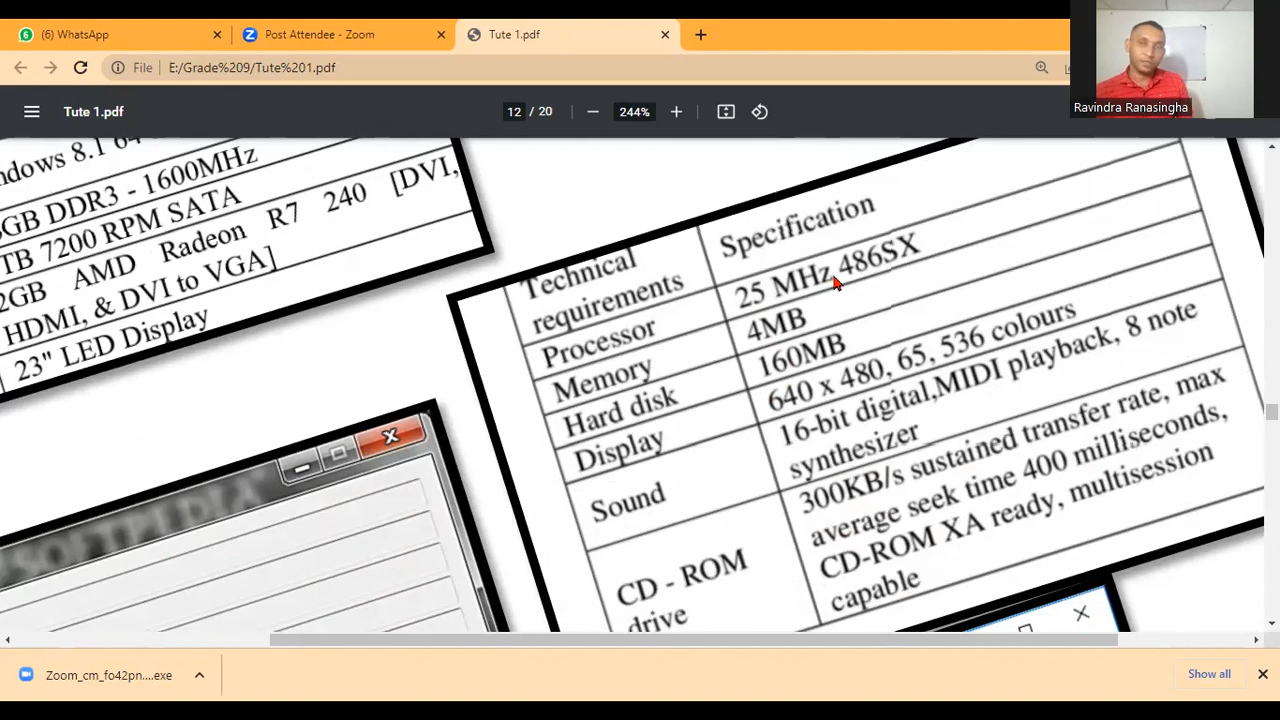 (6) WhatsApp
Post Attendee - Zoom
Tute 1.pdf
File
E:/Grade%209/Tute%201.pdf
Ravindra Ranasingha
Tute 1.pdf
12 / 20
244%
ndows 8.1 64
GB DDR3 - 1600MHz
TB 7200 RPM SATA
2GB AMD Radeon R7 240 [DVI,
HDMI, & DVI to VGA]
23" LED Display
Technical requirements
Specification
Processor
25 MHz 486SX
Memory
4MB
Hard disk
160MB
Display
640 x 480, 65, 536 colours
Sound
16-bit digital,MIDI playback, 8 note
synthesizer
CD - ROM
drive
300KB/s sustained transfer rate, max
average seek time 400 milliseconds,
CD-ROM XA ready, multisession
capable
SOFTPEDIA
Zoom_cm_fo42pn....exe
Show all